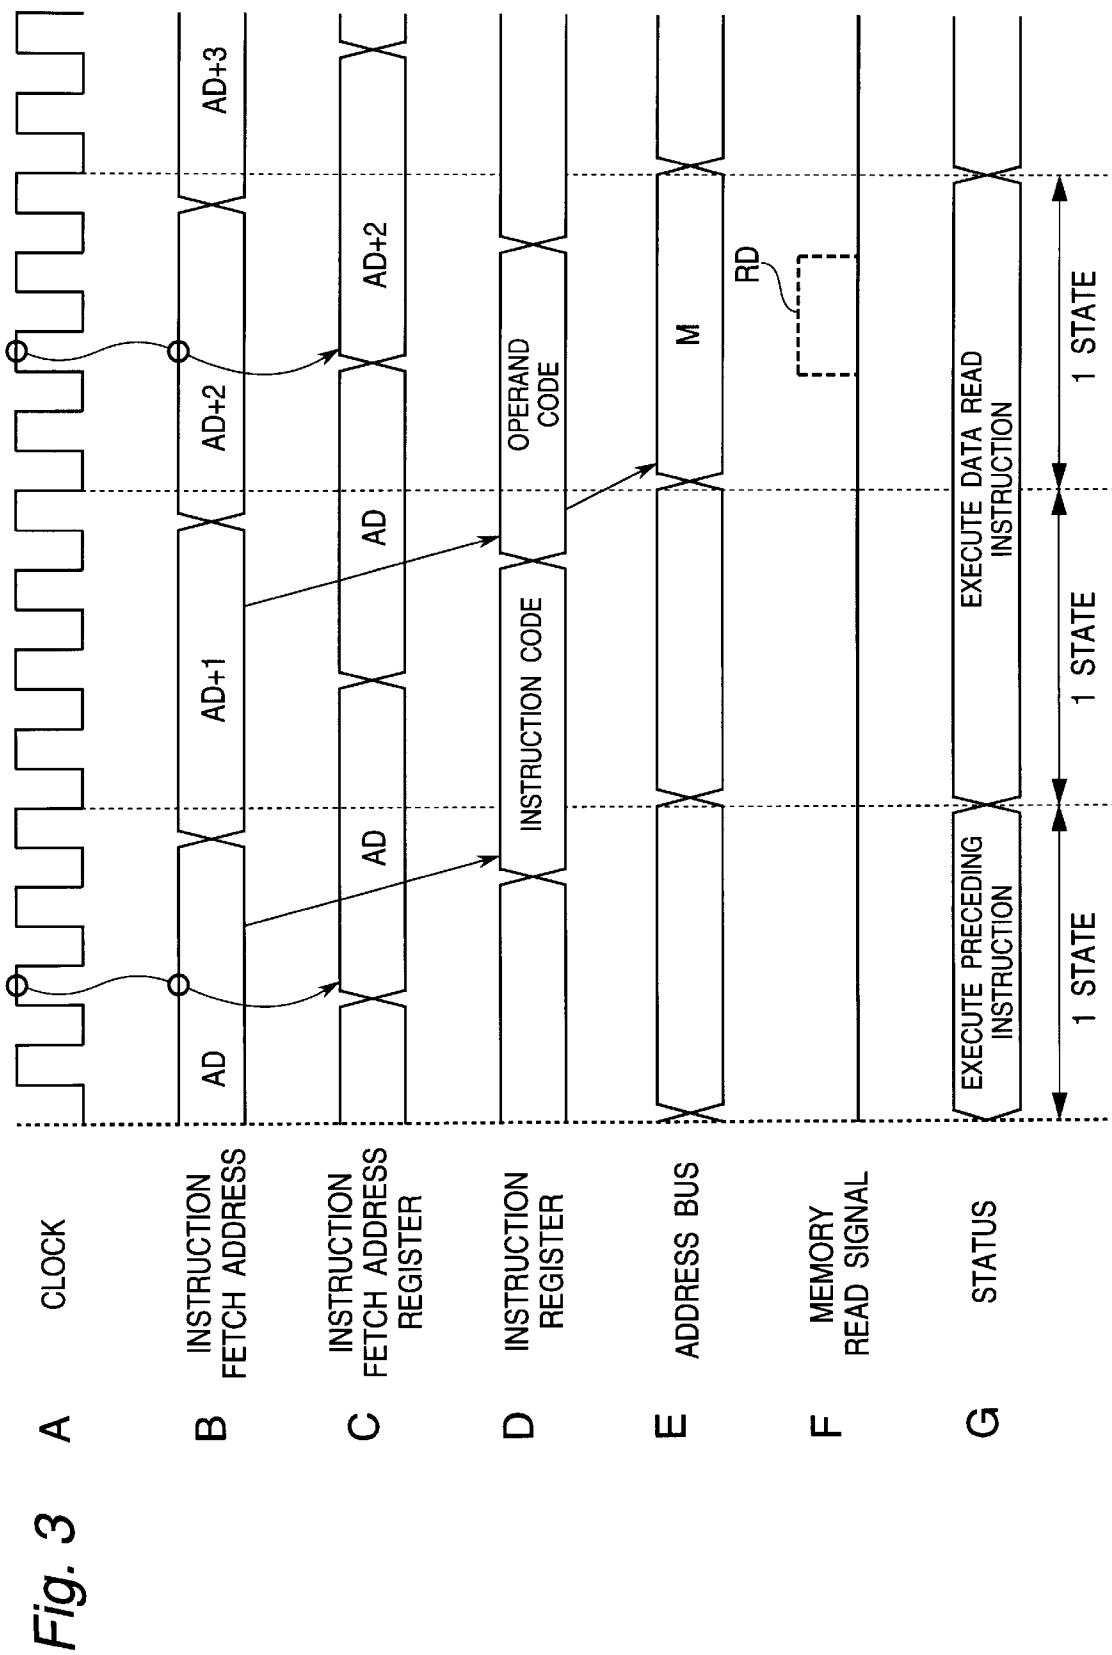 Fig. 3
A CLOCK
B INSTRUCTION
FETCH ADDRESS
AD
AD+1
AD+2
AD+3
C INSTRUCTION
FETCH ADDRESS
REGISTER
AD
AD
AD+2
D INSTRUCTION
REGISTER
INSTRUCTION CODE
OPERAND
CODE
E ADDRESS BUS
M
F MEMORY
READ SIGNAL
RD
G STATUS
EXECUTE PRECEDING
INSTRUCTION
EXECUTE DATA READ
INSTRUCTION
1 STATE
1 STATE
1 STATE